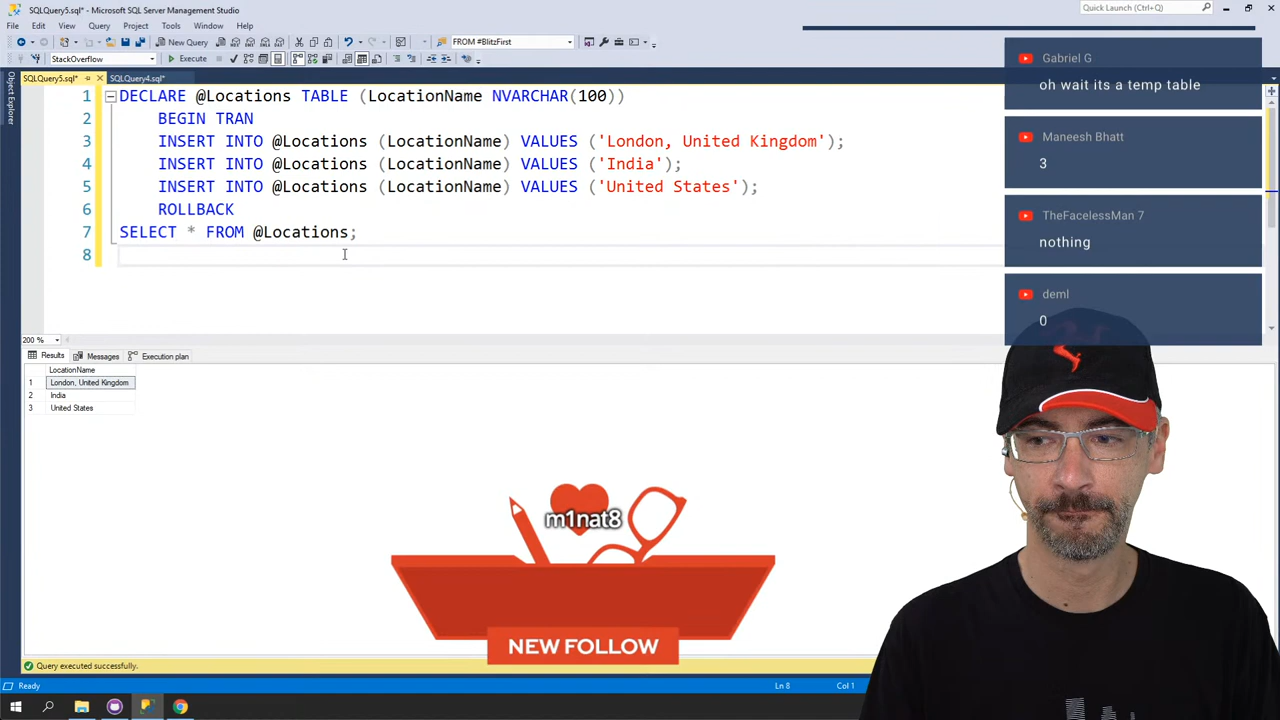 SQLQuery5.sql* - Microsoft SQL Server Management Studio
Quick Launch (Ctrl+Q)
File Edit View Query Project Tools Window Help
New Query
FROM #BlitzFirst
StackOverflow
Execute
SQLQuery5.sql*
SQLQuery4.sql*
Object Explorer
1 DECLARE @Locations TABLE (LocationName NVARCHAR(100))
2 BEGIN TRAN
3 INSERT INTO @Locations (LocationName) VALUES ('London, United Kingdom');
4 INSERT INTO @Locations (LocationName) VALUES ('India');
5 INSERT INTO @Locations (LocationName) VALUES ('United States');
6 ROLLBACK
7 SELECT * FROM @Locations;
8
Gabriel G
oh wait its a temp table
Maneesh Bhatt
3
TheFacelessMan 7
nothing
deml
0
200 %
Results Messages Execution plan
LocationName
1 London, United Kingdom
2 India
3 United States
m1nat8
NEW FOLLOW
Query executed successfully.
Ready
Ln 8
Col 1